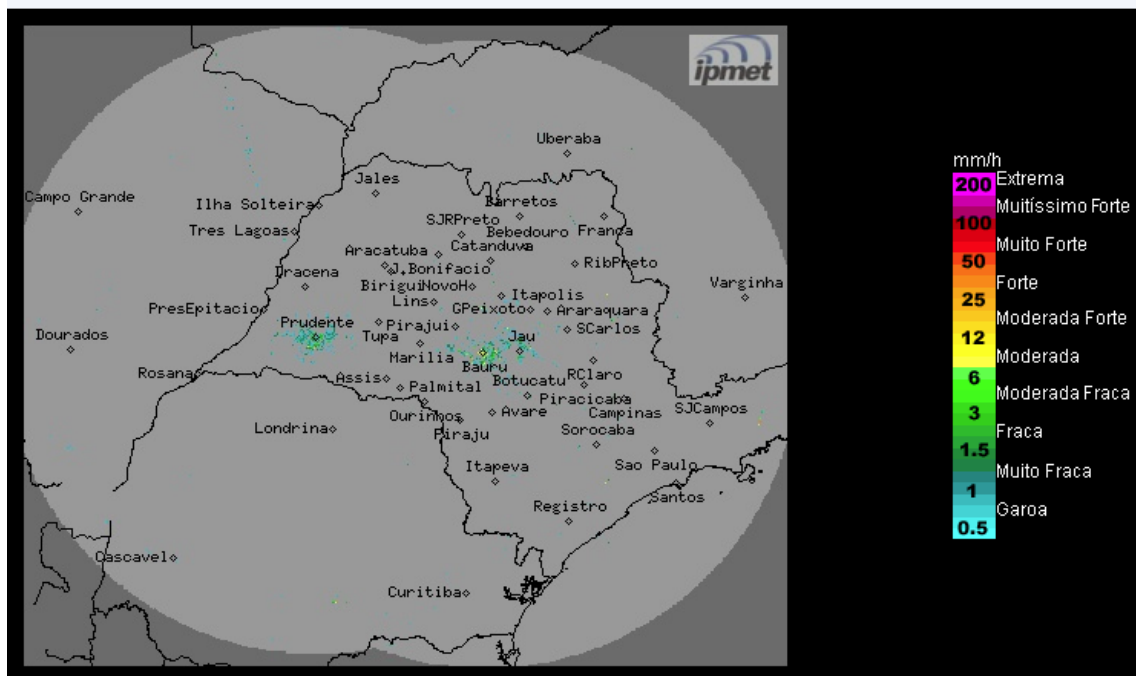 ipmet
Uberaba
Jales
Campo Grande
Ilha Solteira
Barretos
SJRPreto
Tres Lagoas
Bebedouro
Franca
Catanduva
Aracatuba
RibPreto
J.Bonifacio
Dracena
Varginha
Birigui
NovoH
Itapolis
Lins
GPeixoto
Araraquara
PresEpitacio
Prudente
Pirajui
SCarlos
Dourados
Tupa
Jau
Marilia
Bauru
Rosana
Assis
RClaro
Botucatu
Palmital
Piracicaba
Campinas
SJCampos
Ourinhos
Avare
Londrina
Piraju
Sorocaba
Itapeva
Sao Paulo
Santos
Registro
Cascavel
Curitiba
mm/h
200 Extrema
Muitíssimo Forte
100
Muito Forte
50
Forte
25
Moderada Forte
12
Moderada
6
Moderada Fraca
3
Fraca
1.5
Muito Fraca
1
Garoa
0.5